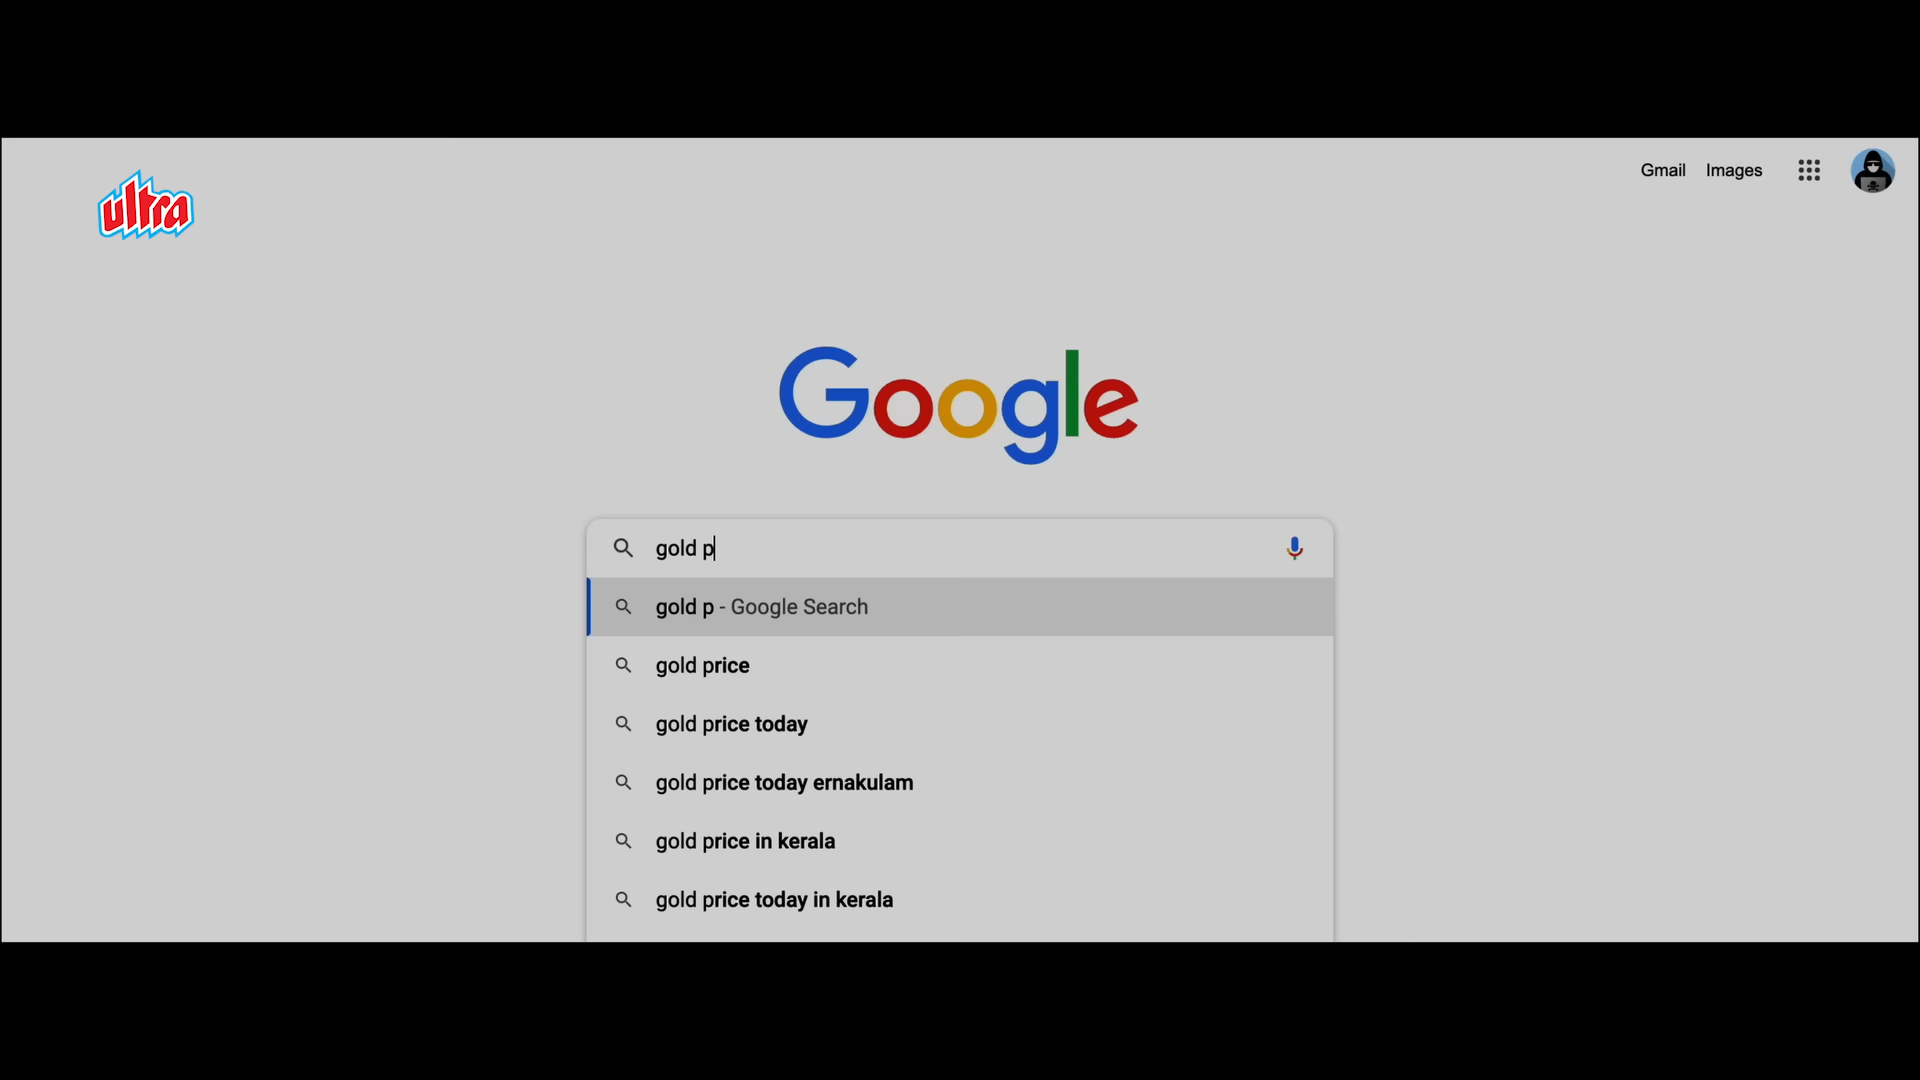 Gmail Images
ultra
Google
gold p
gold p - Google Search
gold price
gold price today
gold price today ernakulam
gold price in kerala
gold price today in kerala